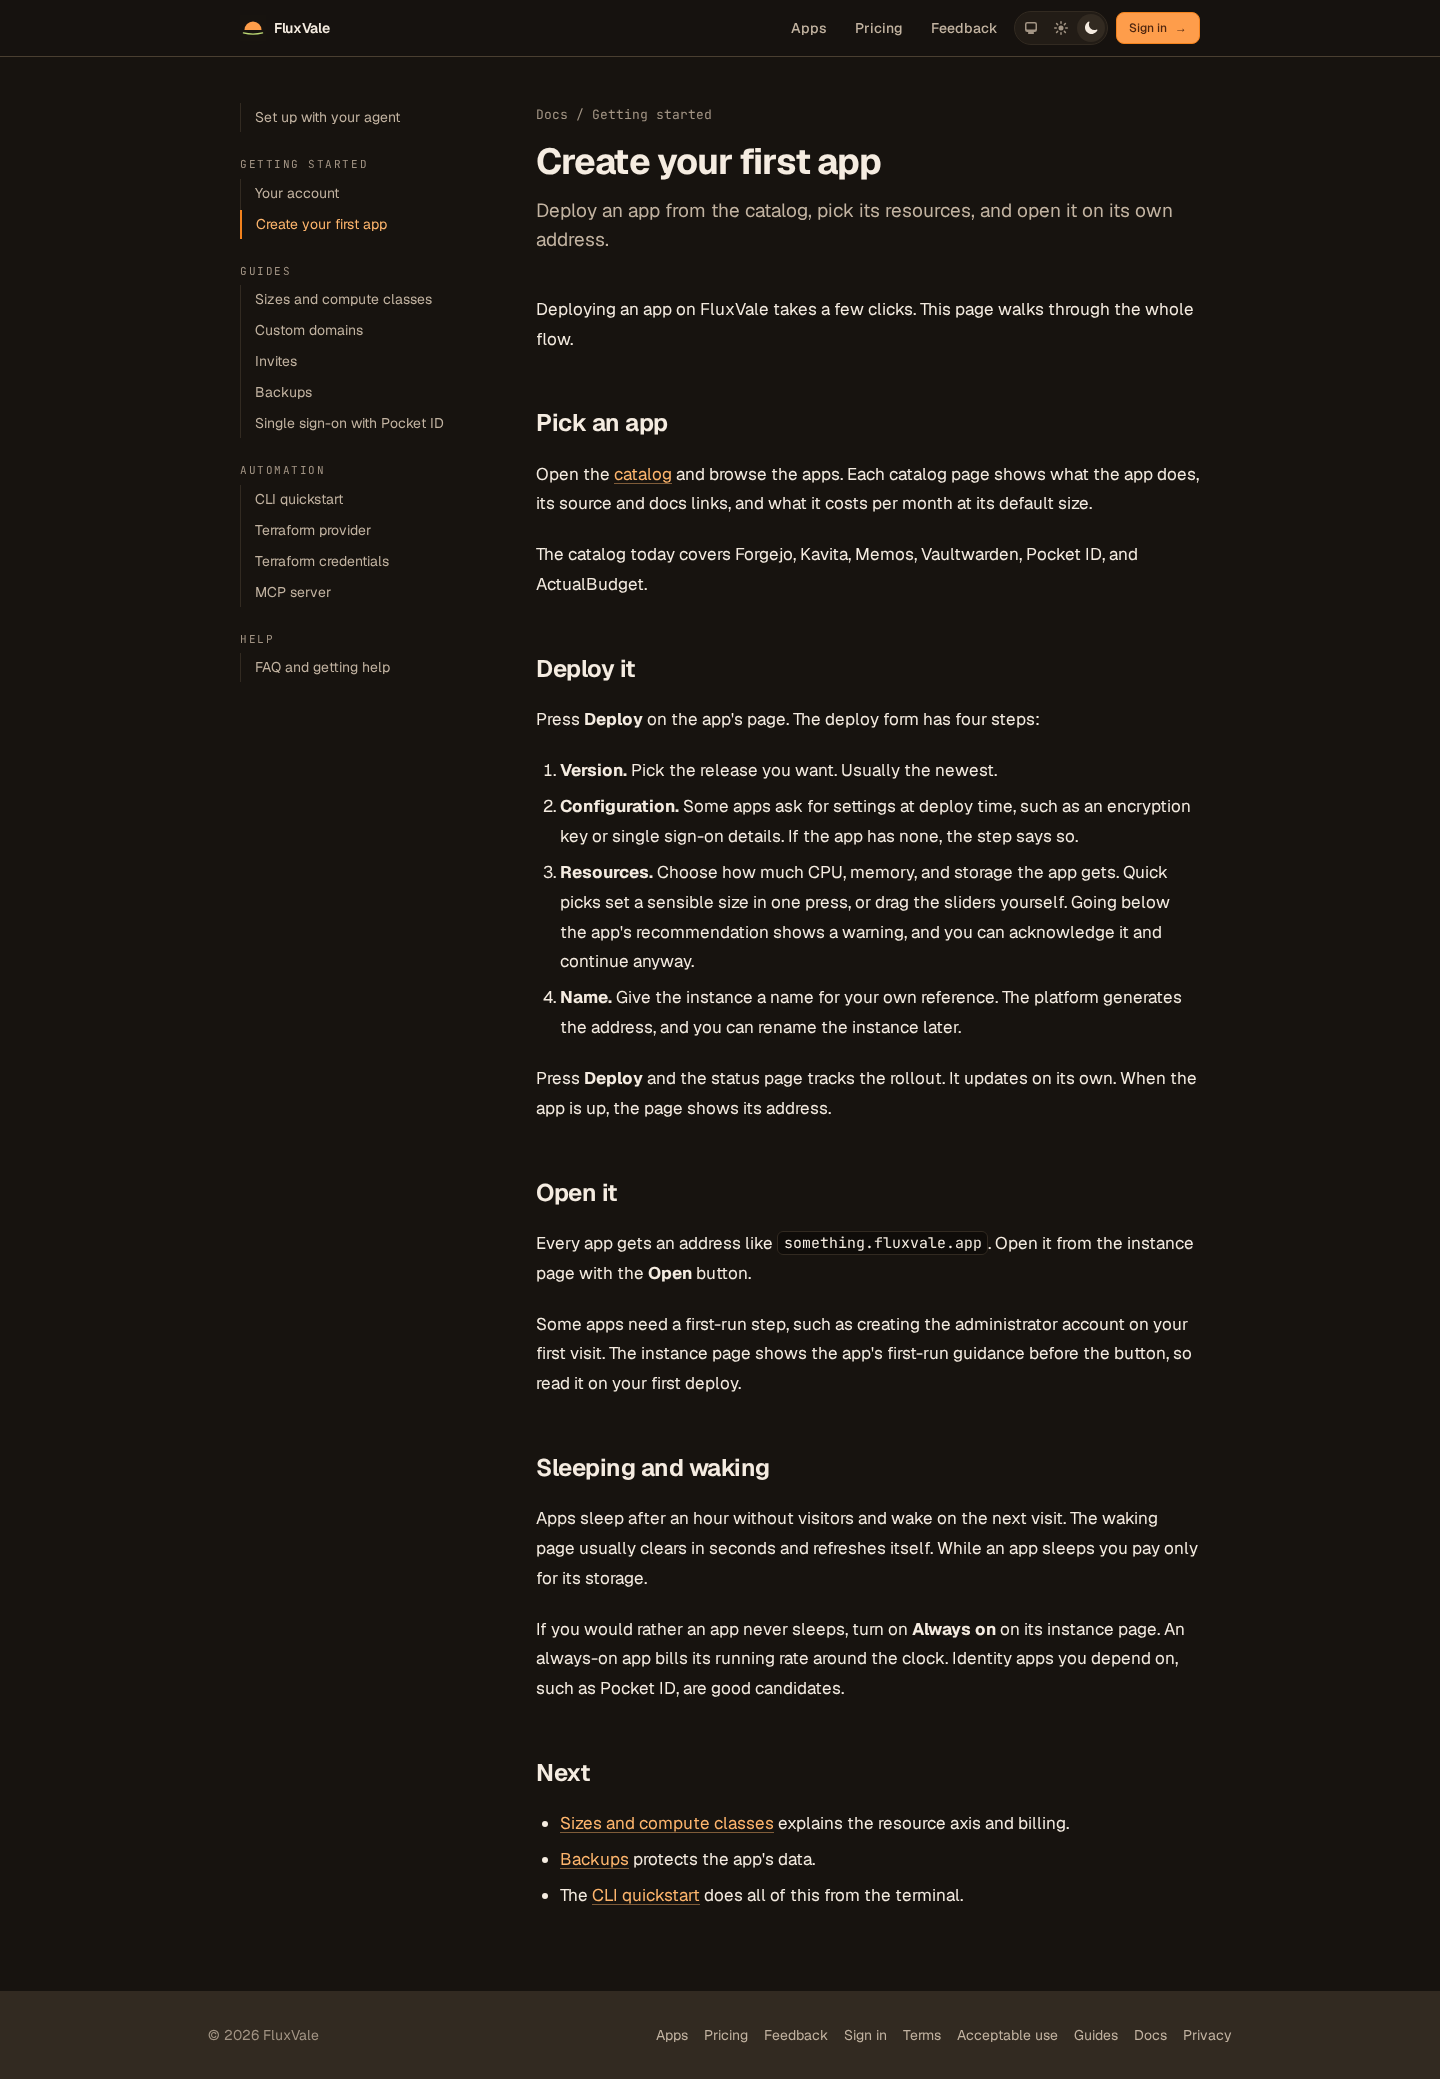 FluxVale
Apps
Pricing
Feedback
Sign in →
Set up with your agent
GETTING STARTED
Your account
Create your first app
GUIDES
Sizes and compute classes
Custom domains
Invites
Backups
Single sign-on with Pocket ID
AUTOMATION
CLI quickstart
Terraform provider
Terraform credentials
MCP server
HELP
FAQ and getting help
Docs / Getting started
Create your first app
Deploy an app from the catalog, pick its resources, and open it on its own
address.
Deploying an app on FluxVale takes a few clicks. This page walks through the whole
flow.
Pick an app
Open the catalog and browse the apps. Each catalog page shows what the app does,
its source and docs links, and what it costs per month at its default size.
The catalog today covers Forgejo, Kavita, Memos, Vaultwarden, Pocket ID, and
ActualBudget.
Deploy it
Press Deploy on the app's page. The deploy form has four steps:
1. Version. Pick the release you want. Usually the newest.
2. Configuration. Some apps ask for settings at deploy time, such as an encryption
key or single sign-on details. If the app has none, the step says so.
3. Resources. Choose how much CPU, memory, and storage the app gets. Quick
picks set a sensible size in one press, or drag the sliders yourself. Going below
the app's recommendation shows a warning, and you can acknowledge it and
continue anyway.
4. Name. Give the instance a name for your own reference. The platform generates
the address, and you can rename the instance later.
Press Deploy and the status page tracks the rollout. It updates on its own. When the
app is up, the page shows its address.
Open it
Every app gets an address like something.fluxvale.app. Open it from the instance
page with the Open button.
Some apps need a first-run step, such as creating the administrator account on your
first visit. The instance page shows the app's first-run guidance before the button, so
read it on your first deploy.
Sleeping and waking
Apps sleep after an hour without visitors and wake on the next visit. The waking
page usually clears in seconds and refreshes itself. While an app sleeps you pay only
for its storage.
If you would rather an app never sleeps, turn on Always on on its instance page. An
always-on app bills its running rate around the clock. Identity apps you depend on,
such as Pocket ID, are good candidates.
Next
• Sizes and compute classes explains the resource axis and billing.
• Backups protects the app's data.
• The CLI quickstart does all of this from the terminal.
© 2026 FluxVale
Apps
Pricing
Feedback
Sign in
Terms
Acceptable use
Guides
Docs
Privacy